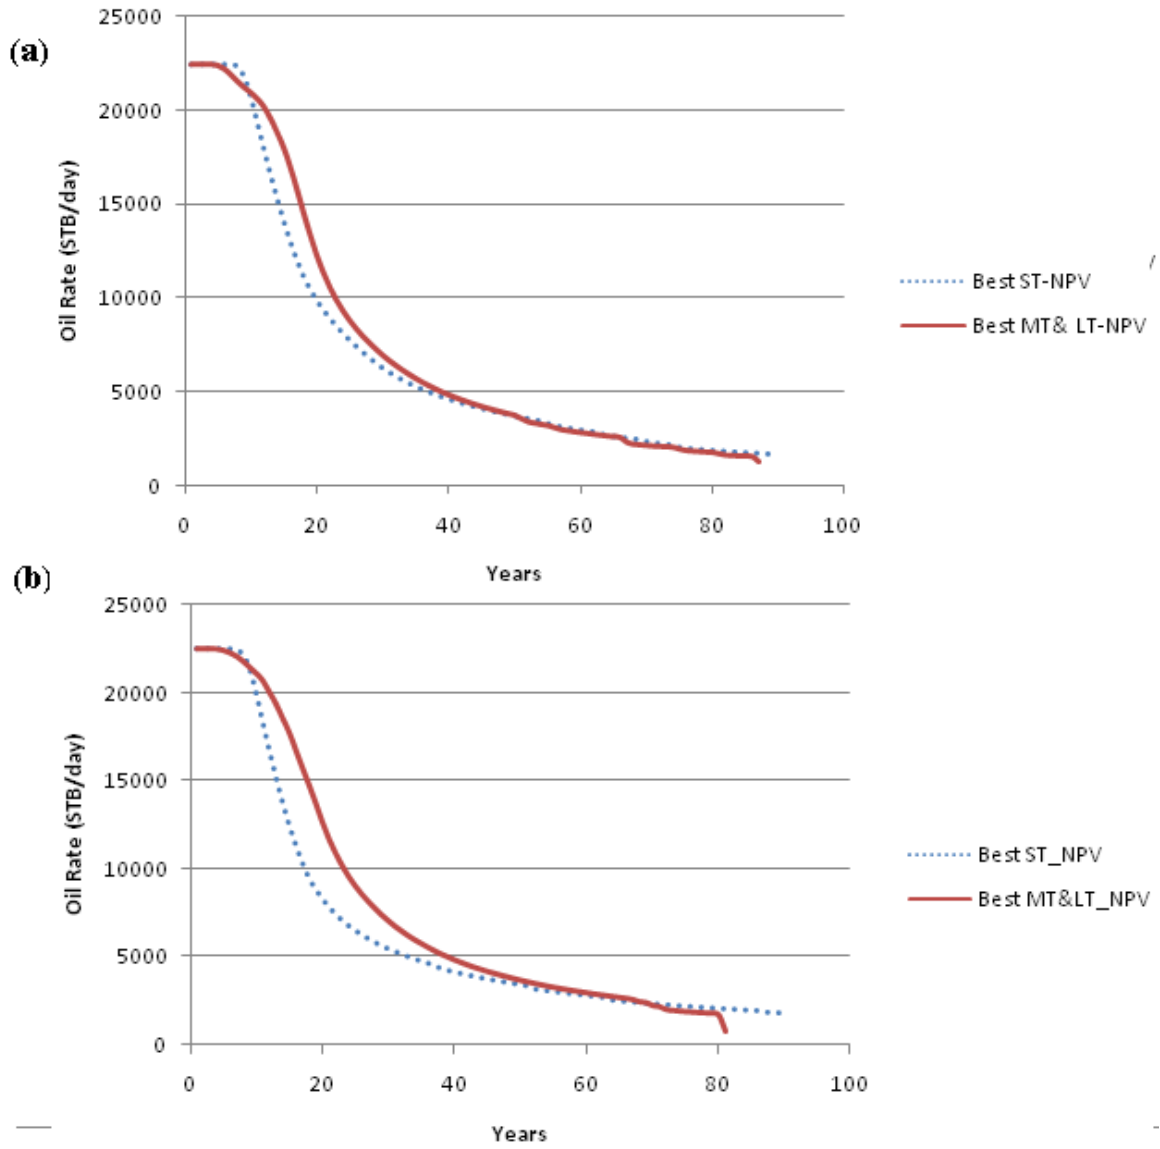 (a)
25000
20000
15000
10000
5000
0
Oil Rate (STB/day)
0 20 40 60 80 100
Years
Best ST-NPV
Best MT& LT-NPV
(b)
25000
20000
15000
10000
5000
0
Oil Rate (STB/day)
0 20 40 60 80 100
Years
Best ST_NPV
Best MT&LT_NPV